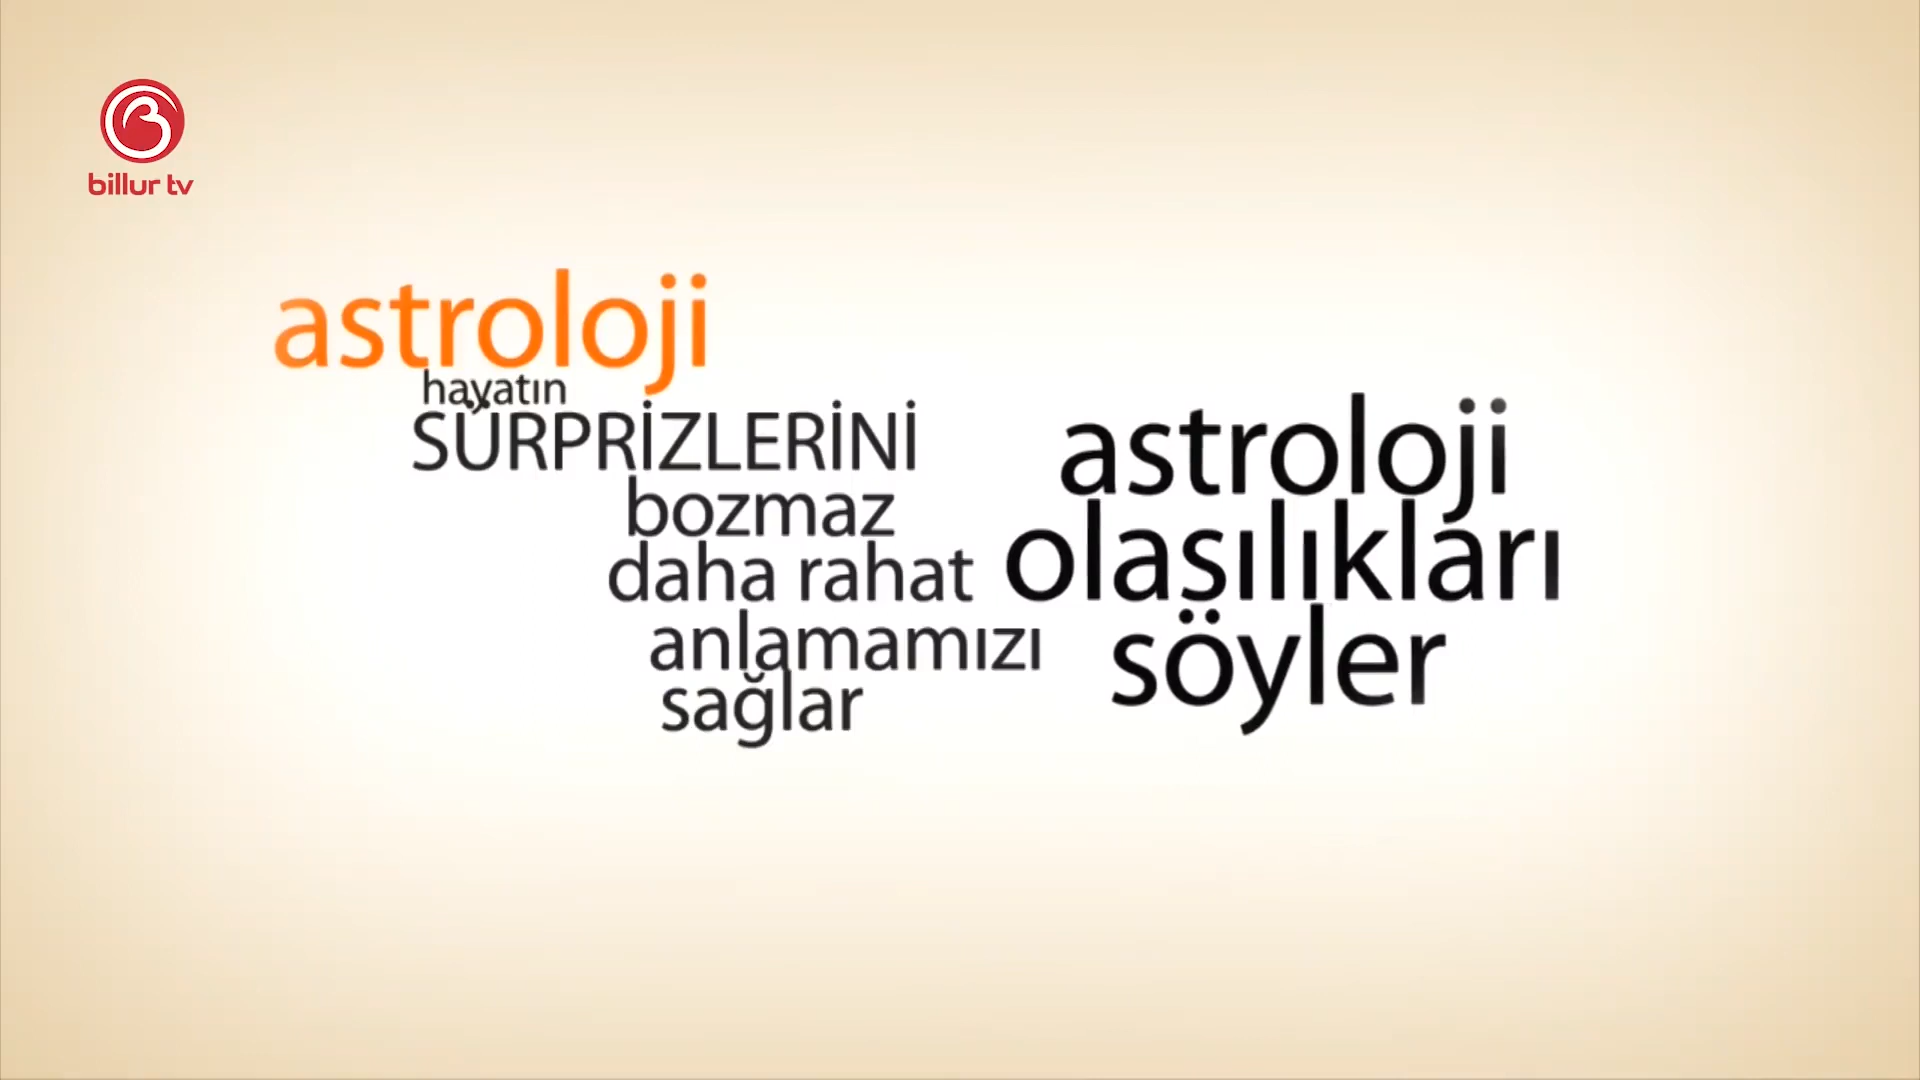 billur tv
astroloji
hayatın
SÜRPRİZLERİNİ
bozmaz
daha rahat
anlamamızı
sağlar
astroloji
olasılıkları
söyler